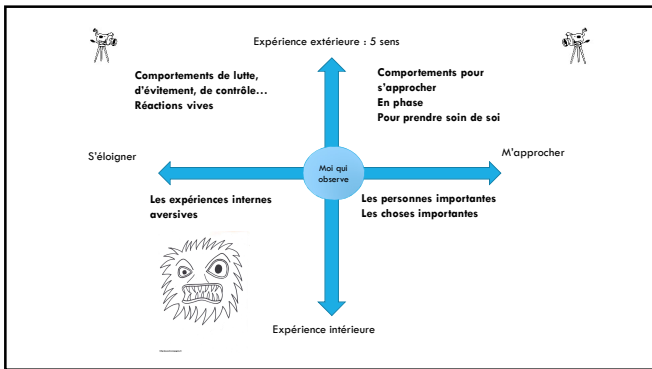 Expérience extérieure : 5 sens
Comportements de lutte,
d'évitement, de contrôle...
Réactions vives
Comportements pour
s'approcher
En phase
Pour prendre soin de soi
S'éloigner
Moi qui
observe
M'approcher
Les expériences internes
aversives
Les personnes importantes
Les choses importantes
Expérience intérieure